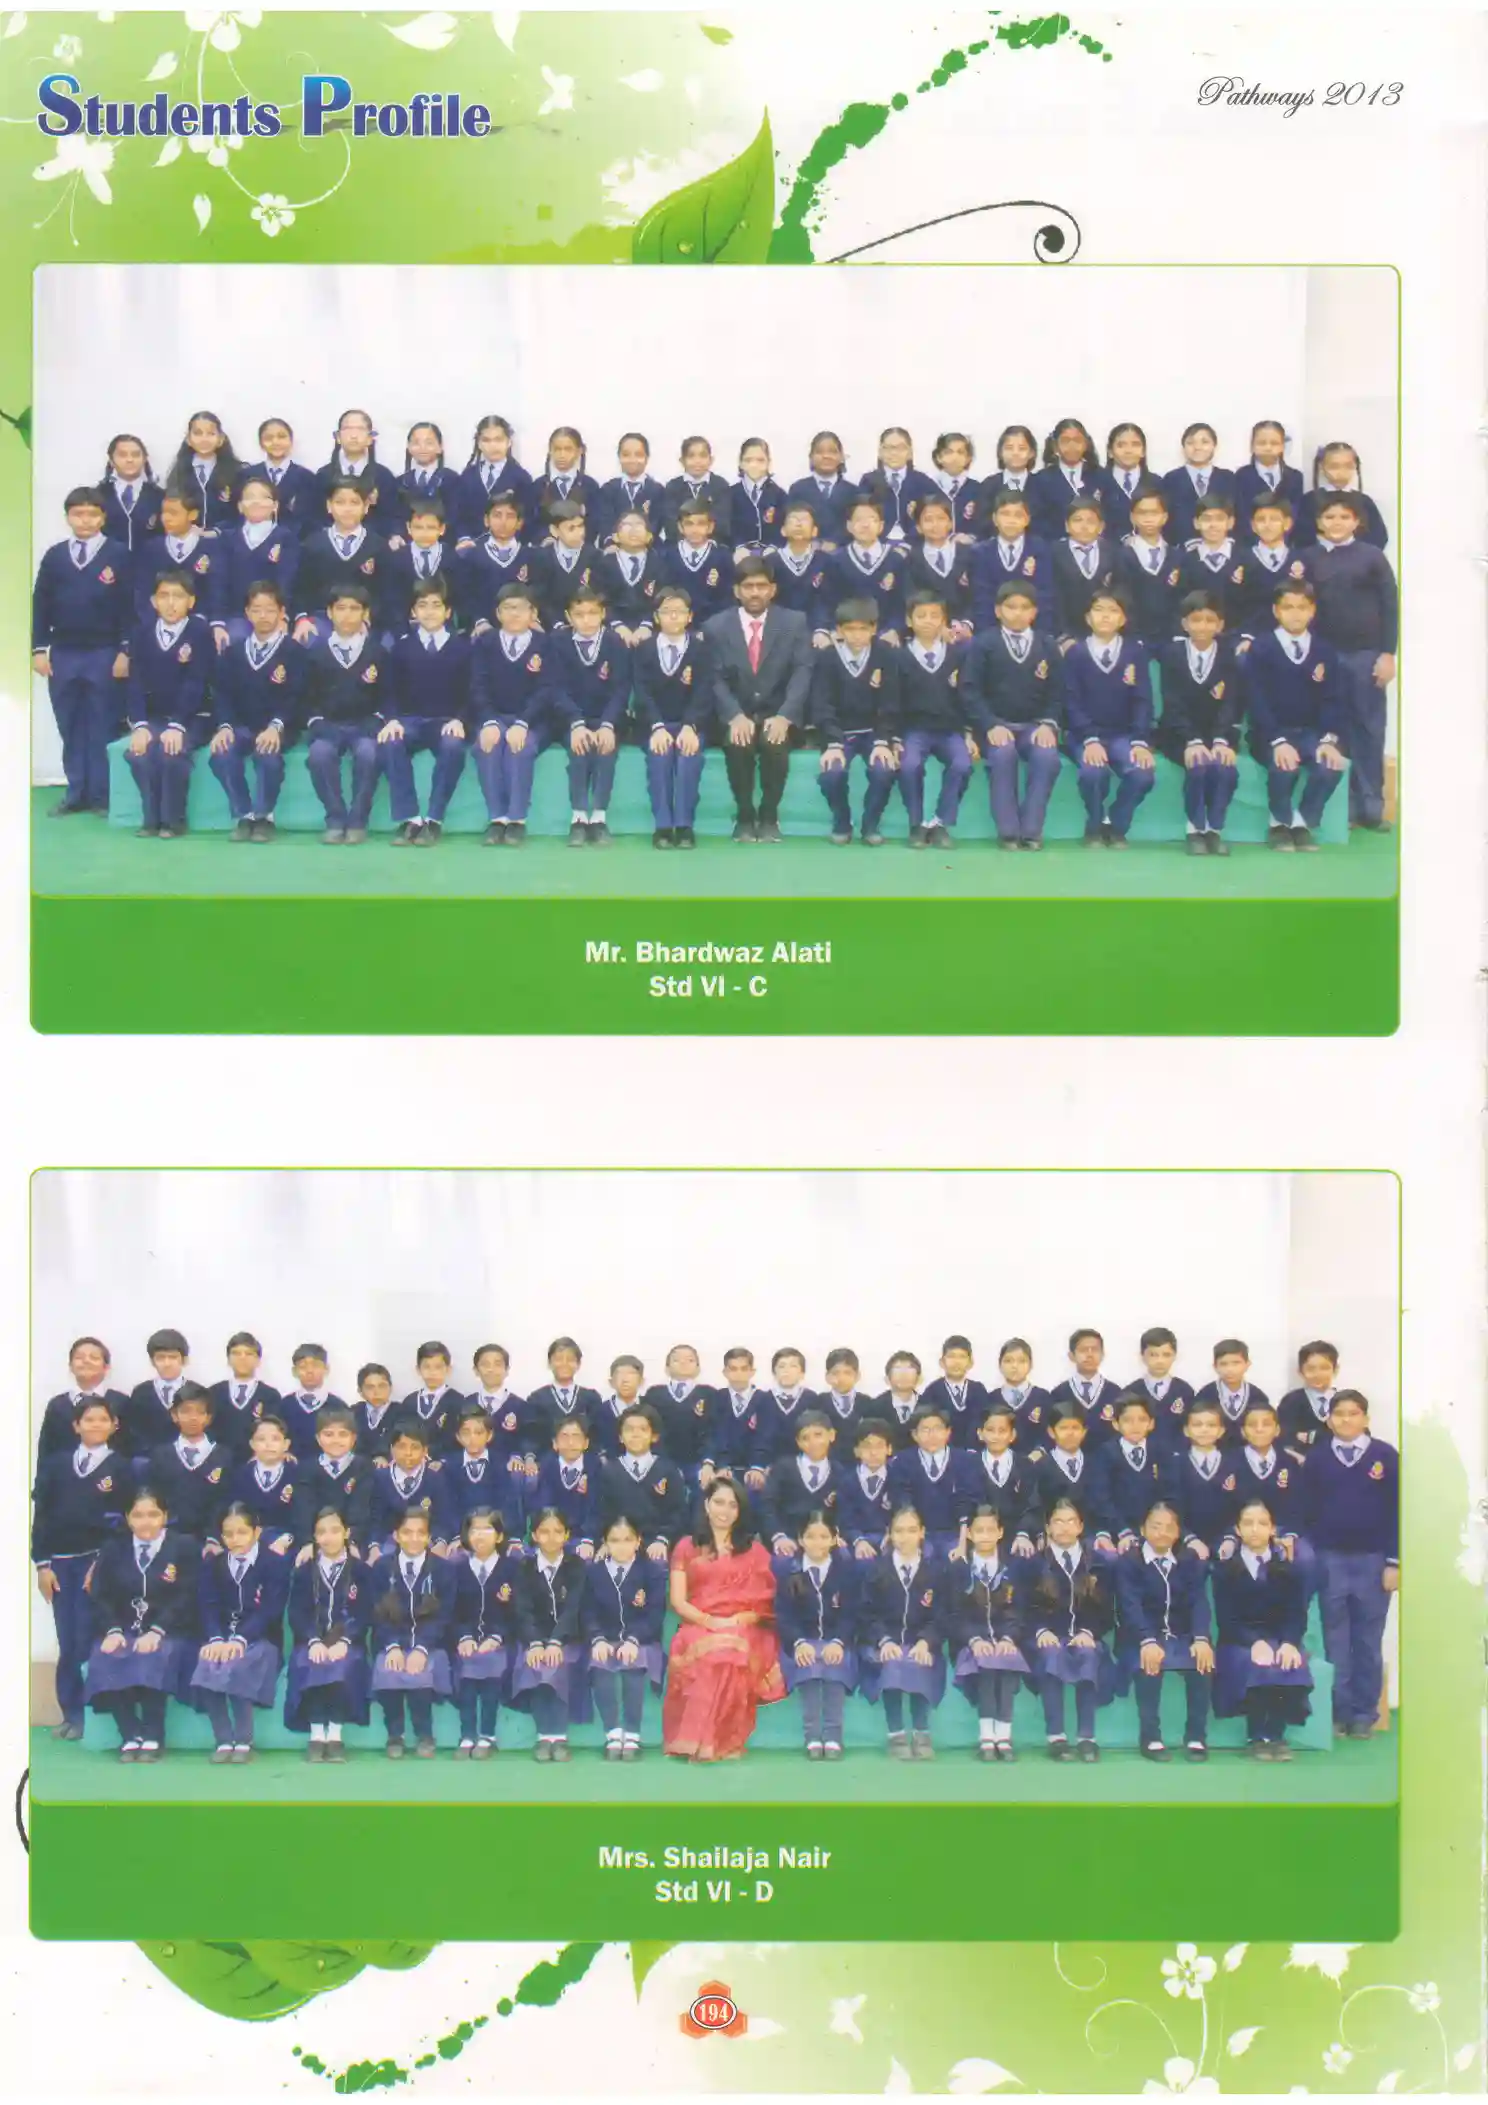 Students Profile
Pathways 2013
Mr. Bhardwaz Alati
Std VI - C
Mrs. Shailaja Nair
Std VI - D
194